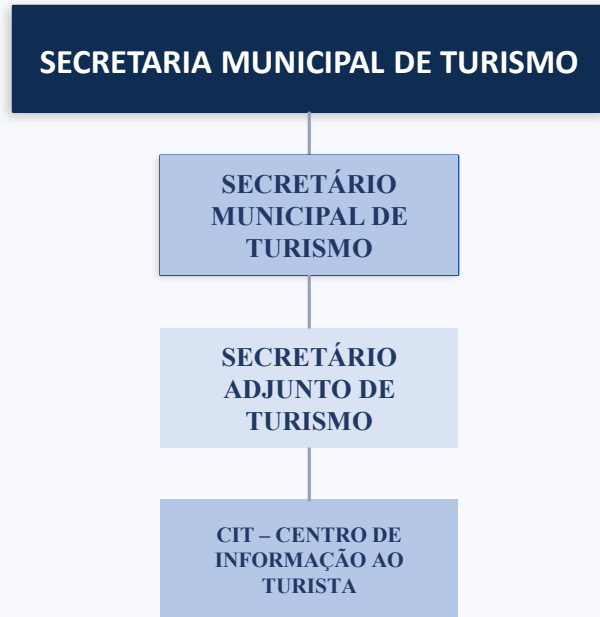 SECRETARIA MUNICIPAL DE TURISMO
SECRETÁRIO
MUNICIPAL DE
TURISMO
SECRETÁRIO
ADJUNTO DE
TURISMO
CIT – CENTRO DE
INFORMAÇÃO AO
TURISTA